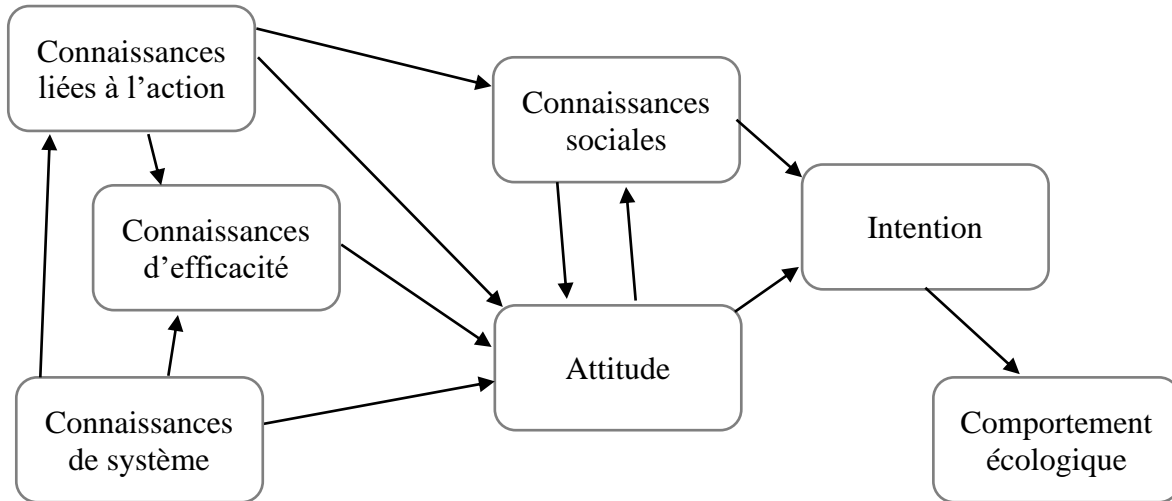 Connaissances
liées à l’action
Connaissances
sociales
Connaissances
d’efficacité
Intention
Attitude
Connaissances
de système
Comportement
écologique